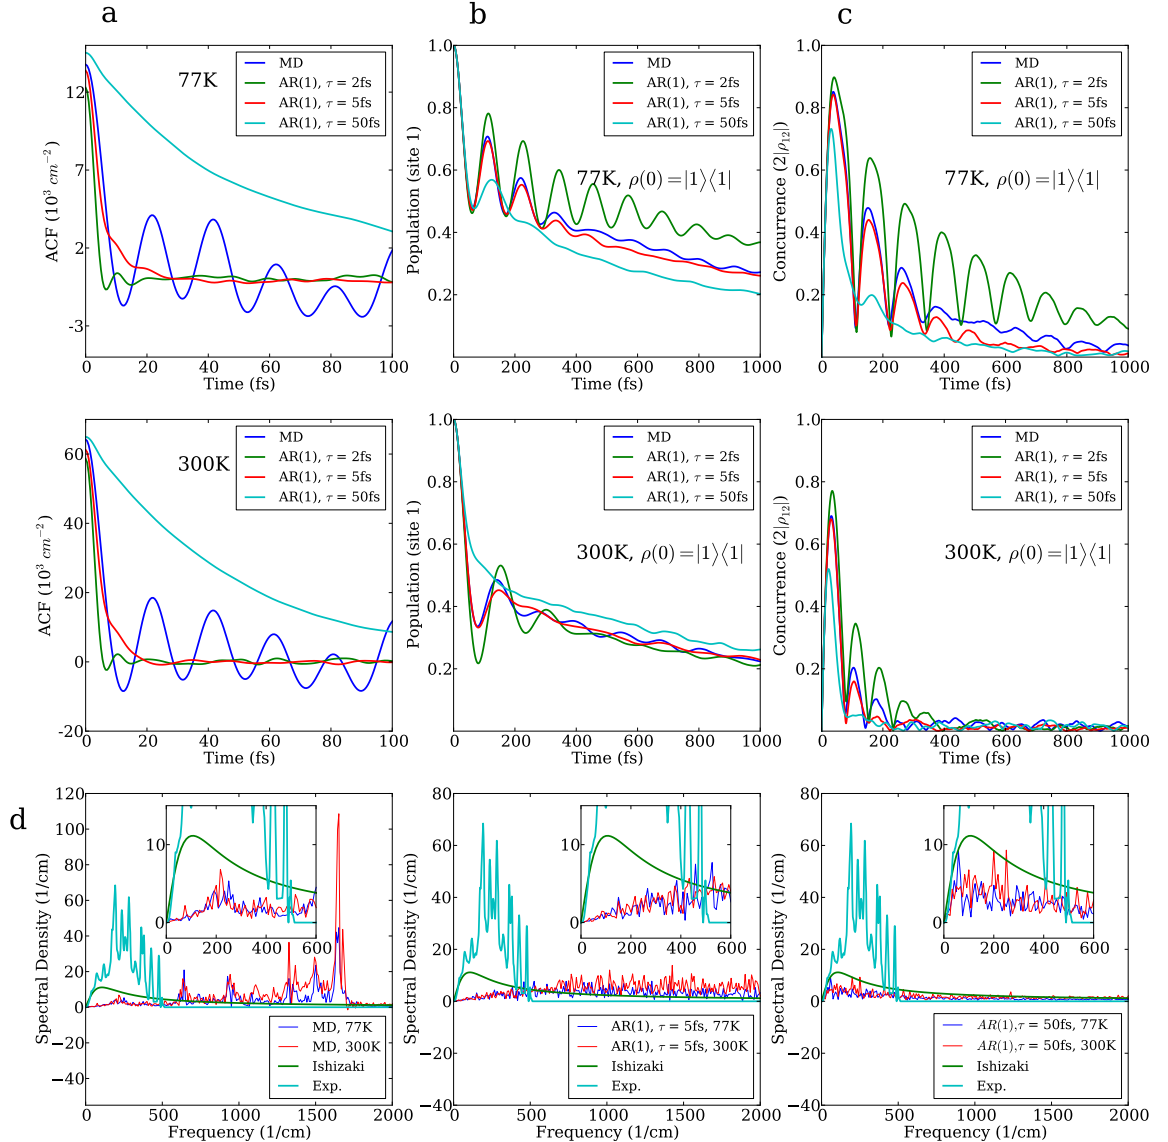 a
b
c
12
7
2
-3
ACF (10³ cm⁻²)
0 20 40 60 80 100
Time (fs)
77K
MD
AR(1), τ = 2fs
AR(1), τ = 5fs
AR(1), τ = 50fs
1.0
0.8
0.6
0.4
0.2
Population (site 1)
0 200 400 600 800 1000
Time (fs)
77K, ρ(0)=|1⟩⟨1|
MD
AR(1), τ = 2fs
AR(1), τ = 5fs
AR(1), τ = 50fs
1.0
0.8
0.6
0.4
0.2
Concurrence (2|ρ₁₂|)
0 200 400 600 800 1000
Time (fs)
77K, ρ(0)=|1⟩⟨1|
MD
AR(1), τ = 2fs
AR(1), τ = 5fs
AR(1), τ = 50fs
60
40
20
0
-20
ACF (10³ cm⁻²)
0 20 40 60 80 100
Time (fs)
300K
MD
AR(1), τ = 2fs
AR(1), τ = 5fs
AR(1), τ = 50fs
1.0
0.8
0.6
0.4
0.2
Population (site 1)
0 200 400 600 800 1000
Time (fs)
300K, ρ(0)=|1⟩⟨1|
MD
AR(1), τ = 2fs
AR(1), τ = 5fs
AR(1), τ = 50fs
1.0
0.8
0.6
0.4
0.2
Concurrence (2|ρ₁₂|)
0 200 400 600 800 1000
Time (fs)
300K, ρ(0)=|1⟩⟨1|
MD
AR(1), τ = 2fs
AR(1), τ = 5fs
AR(1), τ = 50fs
d
120
100
80
60
40
20
0
−20
−40
Spectral Density (1/cm)
0 500 1000 1500 2000
Frequency (1/cm)
10
0
0 200 400 600
MD, 77K
MD, 300K
Ishizaki
Exp.
80
60
40
20
0
−20
−40
Spectral Density (1/cm)
0 500 1000 1500 2000
Frequency (1/cm)
10
0
0 200 400 600
AR(1), τ = 5fs, 77K
AR(1), τ = 5fs, 300K
Ishizaki
Exp.
80
60
40
20
0
−20
−40
Spectral Density (1/cm)
0 500 1000 1500 2000
Frequency (1/cm)
10
0
0 200 400 600
AR(1),τ = 50fs, 77K
AR(1),τ = 50fs, 300K
Ishizaki
Exp.